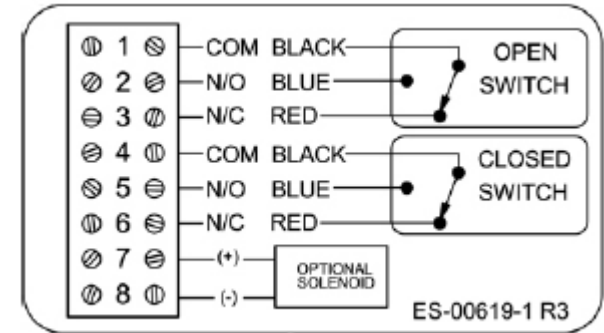 1 COM BLACK OPEN
2 N/O BLUE SWITCH
3 N/C RED
4 COM BLACK CLOSED
5 N/O BLUE SWITCH
6 N/C RED
7 (+) OPTIONAL
SOLENOID
8 (-)
ES-00619-1 R3